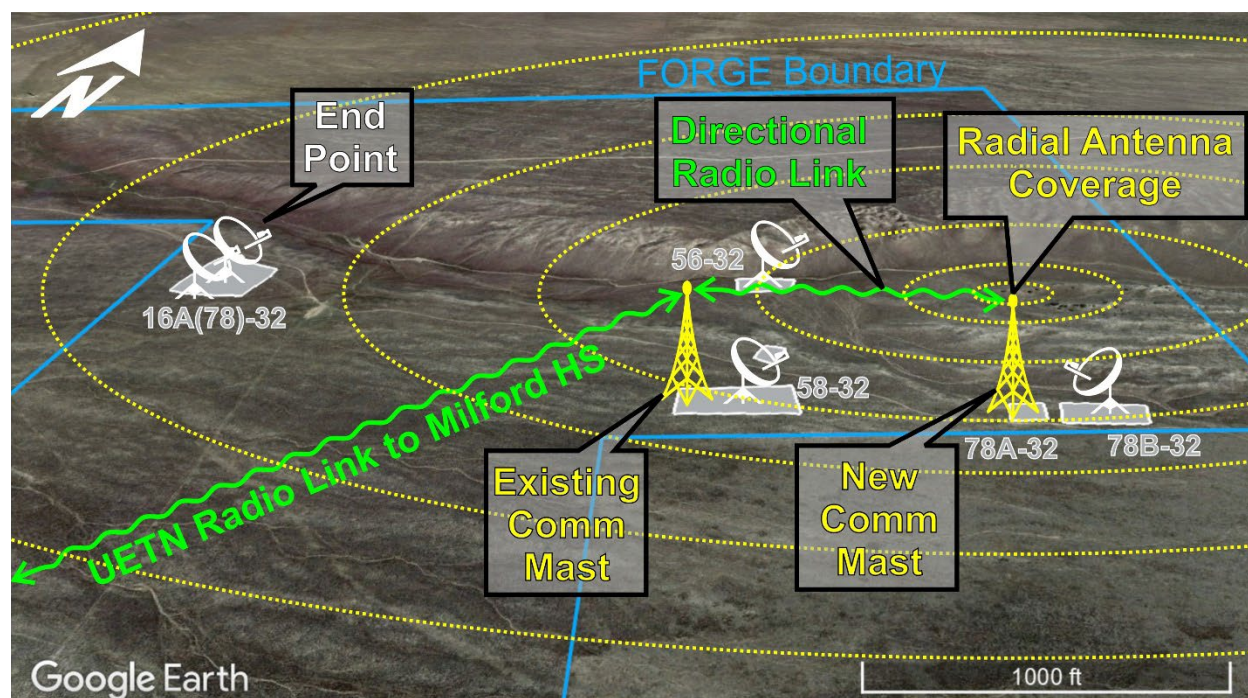 N
FORGE Boundary
End
Point
Directional
Radio Link
Radial Antenna
Coverage
56-32
16A(78)-32
58-32
UETN Radio Link to Milford HS
78A-32
78B-32
Existing
Comm
Mast
New
Comm
Mast
Google Earth
1000 ft